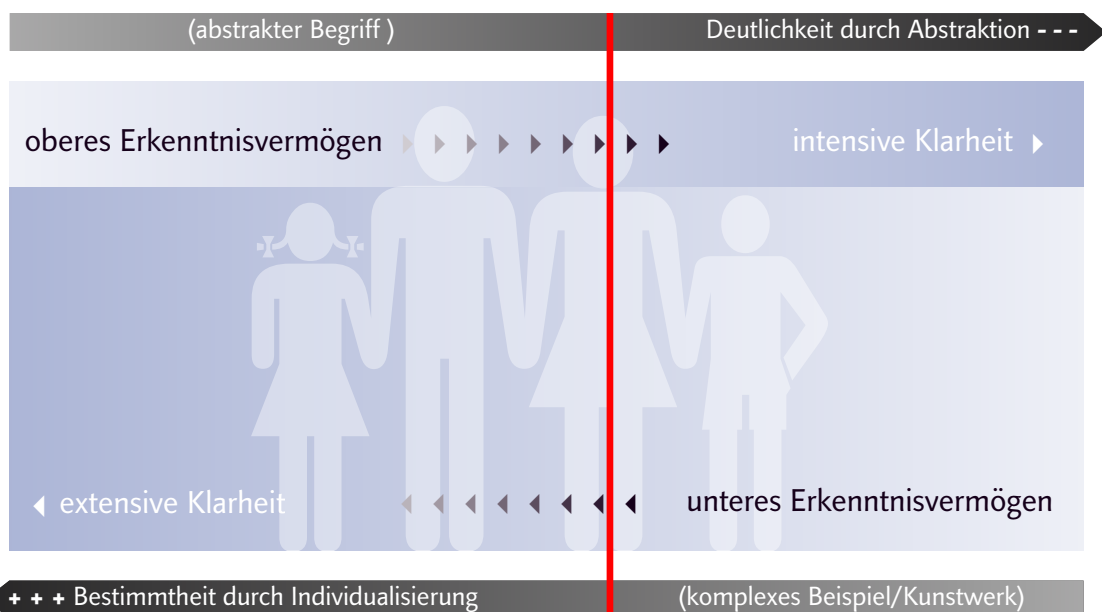 (abstrakter Begriff ) Deutlichkeit durch Abstraktion - - -
oberes Erkenntnisvermögen intensive Klarheit
extensive Klarheit unteres Erkenntnisvermögen
+ + + Bestimmtheit durch Individualisierung (komplexes Beispiel/Kunstwerk)